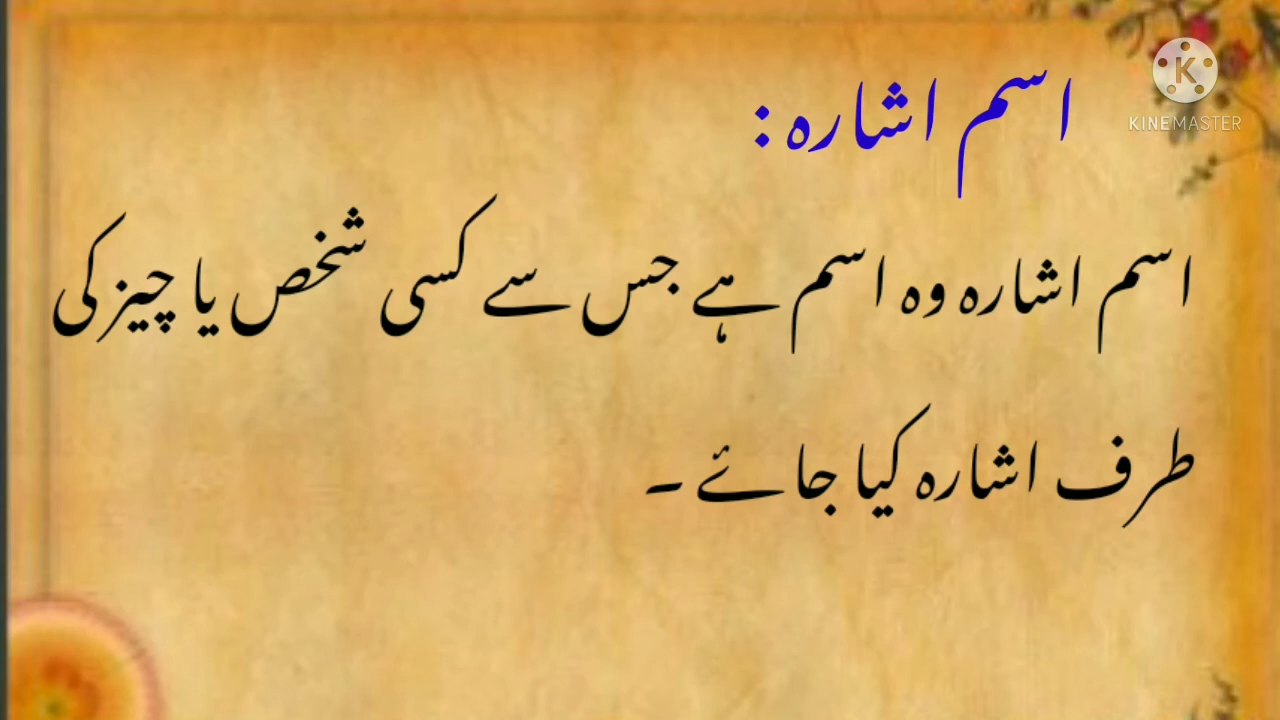 اسم اشارہ :
KINEMASTER
اسم اشارہ وہ اسم ہے جس سے کسی شخص یا چیز کی
طرف اشارہ کیا جائے ۔